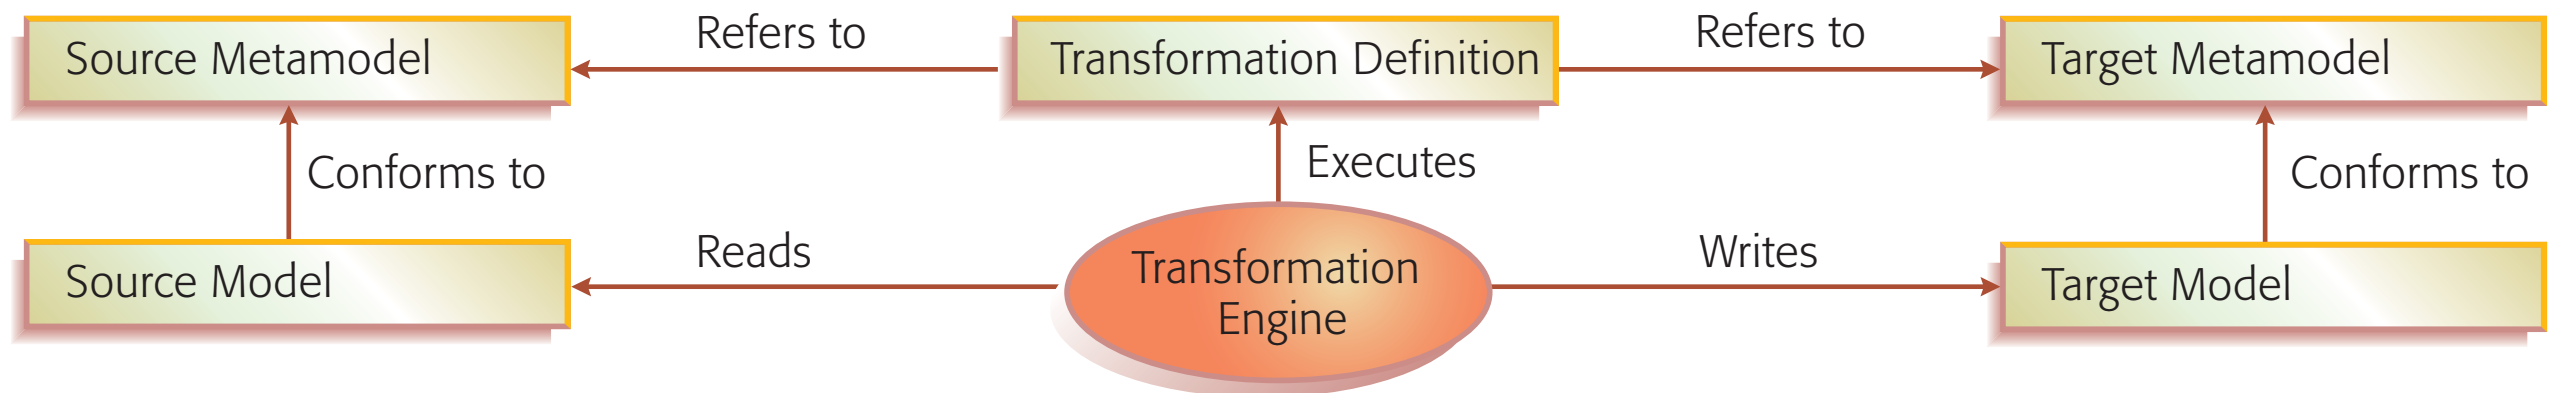 Source Metamodel
Refers to
Transformation Definition
Refers to
Target Metamodel
Conforms to
Executes
Conforms to
Source Model
Reads
Transformation
Engine
Writes
Target Model